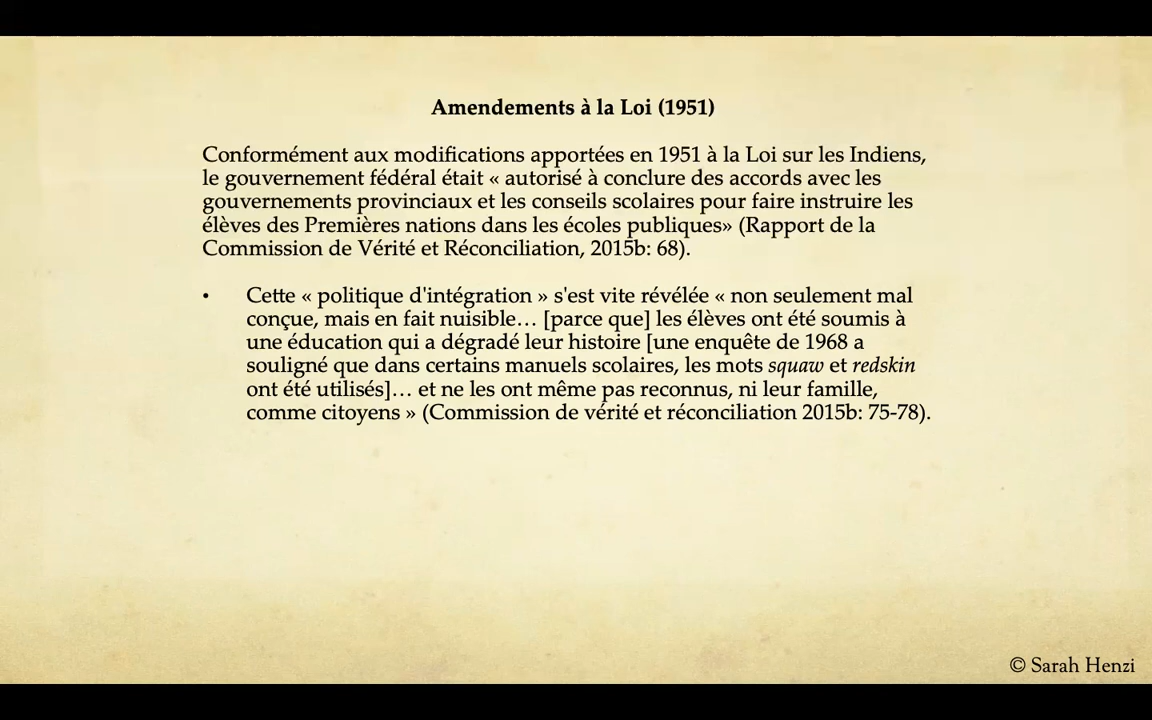 Amendements à la Loi (1951)
Conformément aux modifications apportées en 1951 à la Loi sur les Indiens,
le gouvernement fédéral était « autorisé à conclure des accords avec les
gouvernements provinciaux et les conseils scolaires pour faire instruire les
élèves des Premières nations dans les écoles publiques» (Rapport de la
Commission de Vérité et Réconciliation, 2015b: 68).
• Cette « politique d'intégration » s'est vite révélée « non seulement mal
conçue, mais en fait nuisible… [parce que] les élèves ont été soumis à
une éducation qui a dégradé leur histoire [une enquête de 1968 a
souligné que dans certains manuels scolaires, les mots squaw et redskin
ont été utilisés]… et ne les ont même pas reconnus, ni leur famille,
comme citoyens » (Commission de vérité et réconciliation 2015b: 75-78).
© Sarah Henzi